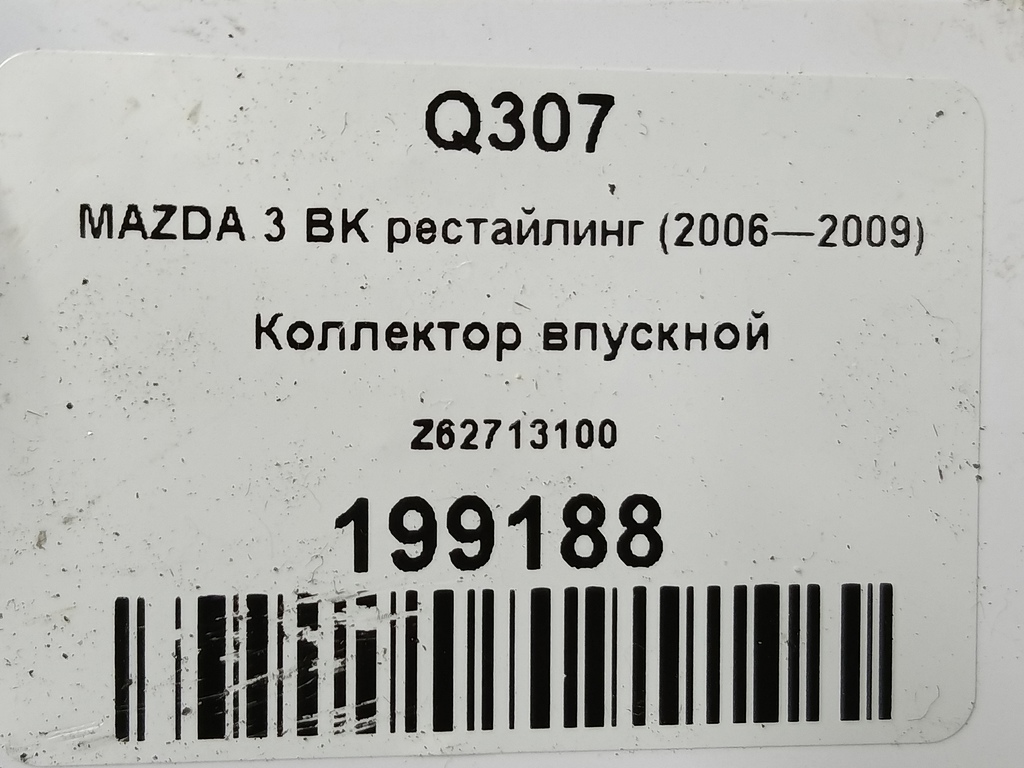 Q307
MAZDA 3 BK рестайлинг (2006—2009)
Коллектор впускной
Z62713100
199188